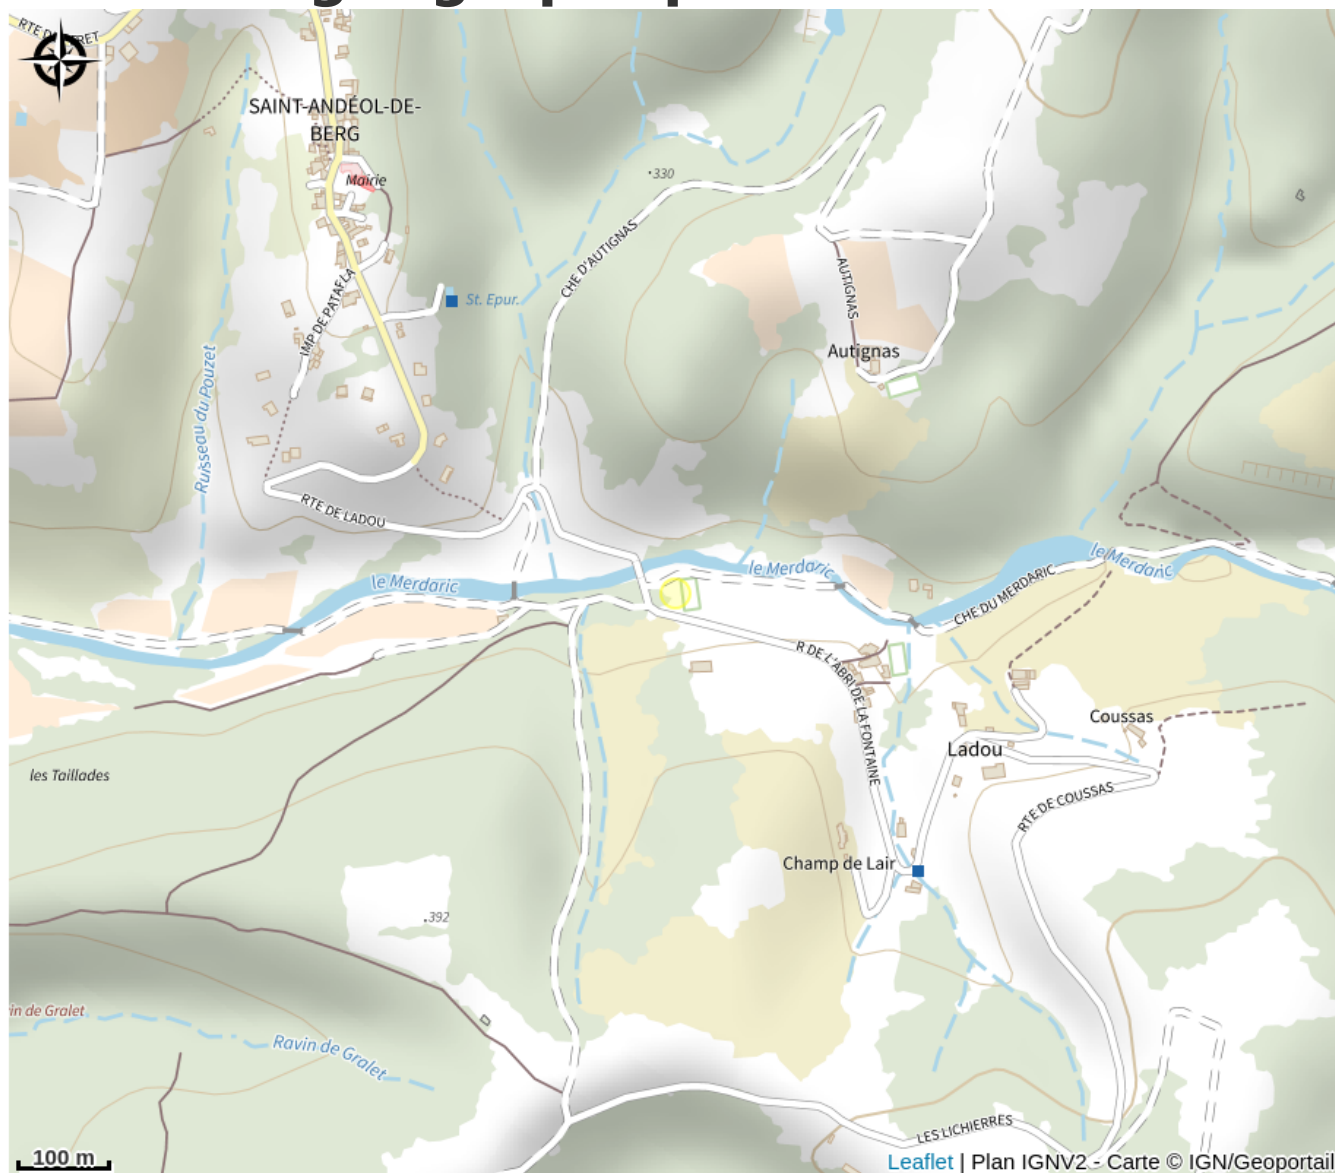 SAINT-ANDÉOL-DE-
BERG
Mairie
·330
CHE D'AUTIGNAS
IMP DE PATAFLA
St. Epur.
AUTIGNAS
Autignas
Ruisseau du Pouzet
RTE DE LADOU
le Merdaric
le Merdaric
le Merdaric
CHE DU MERDARIC
R DE L'ABRI DE LA FONTAINE
Coussas
Ladou
les Taillades
RTE DE COUSSAS
Champ de Lair
.392
in de Gralet
Ravin de Gralet
LES LICHIERRES
100 m
Leaflet | Plan IGNV2 - Carte © IGN/Geoportail